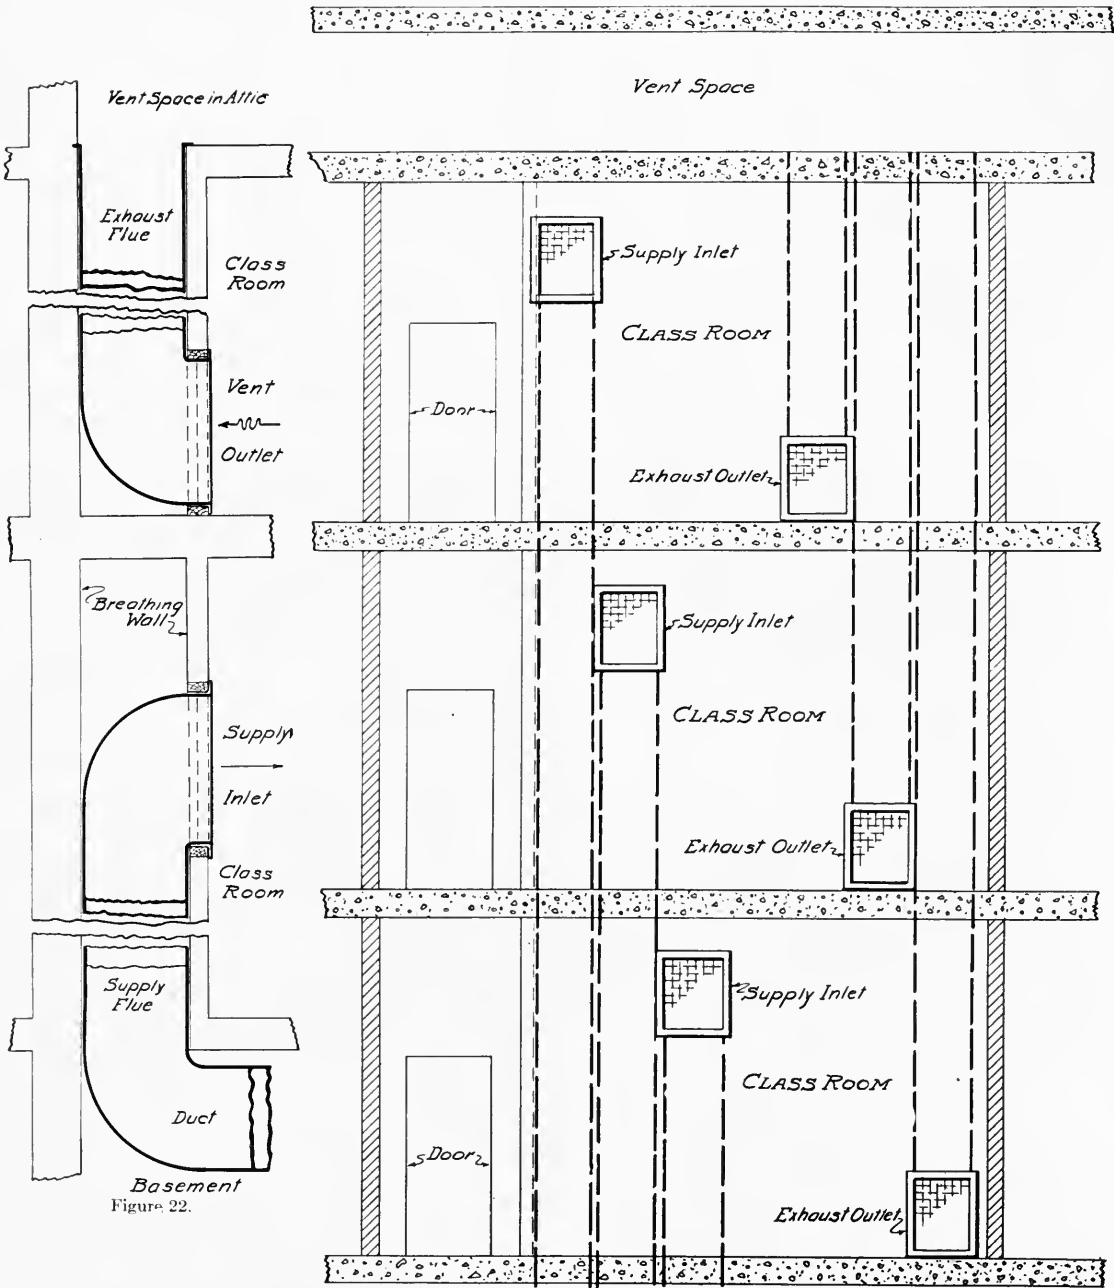 Vent Space in Attic
Exhaust
Flue
Class
Room
Vent
Outlet
Breathing
Wall
Supply
Inlet
Class
Room
Supply
Flue
Duct
Basement
Figure 22.
Vent Space
Supply Inlet
CLASS ROOM
Door
Exhaust Outlet
Supply Inlet
CLASS ROOM
Exhaust Outlet
Supply Inlet
CLASS ROOM
Door
Exhaust Outlet